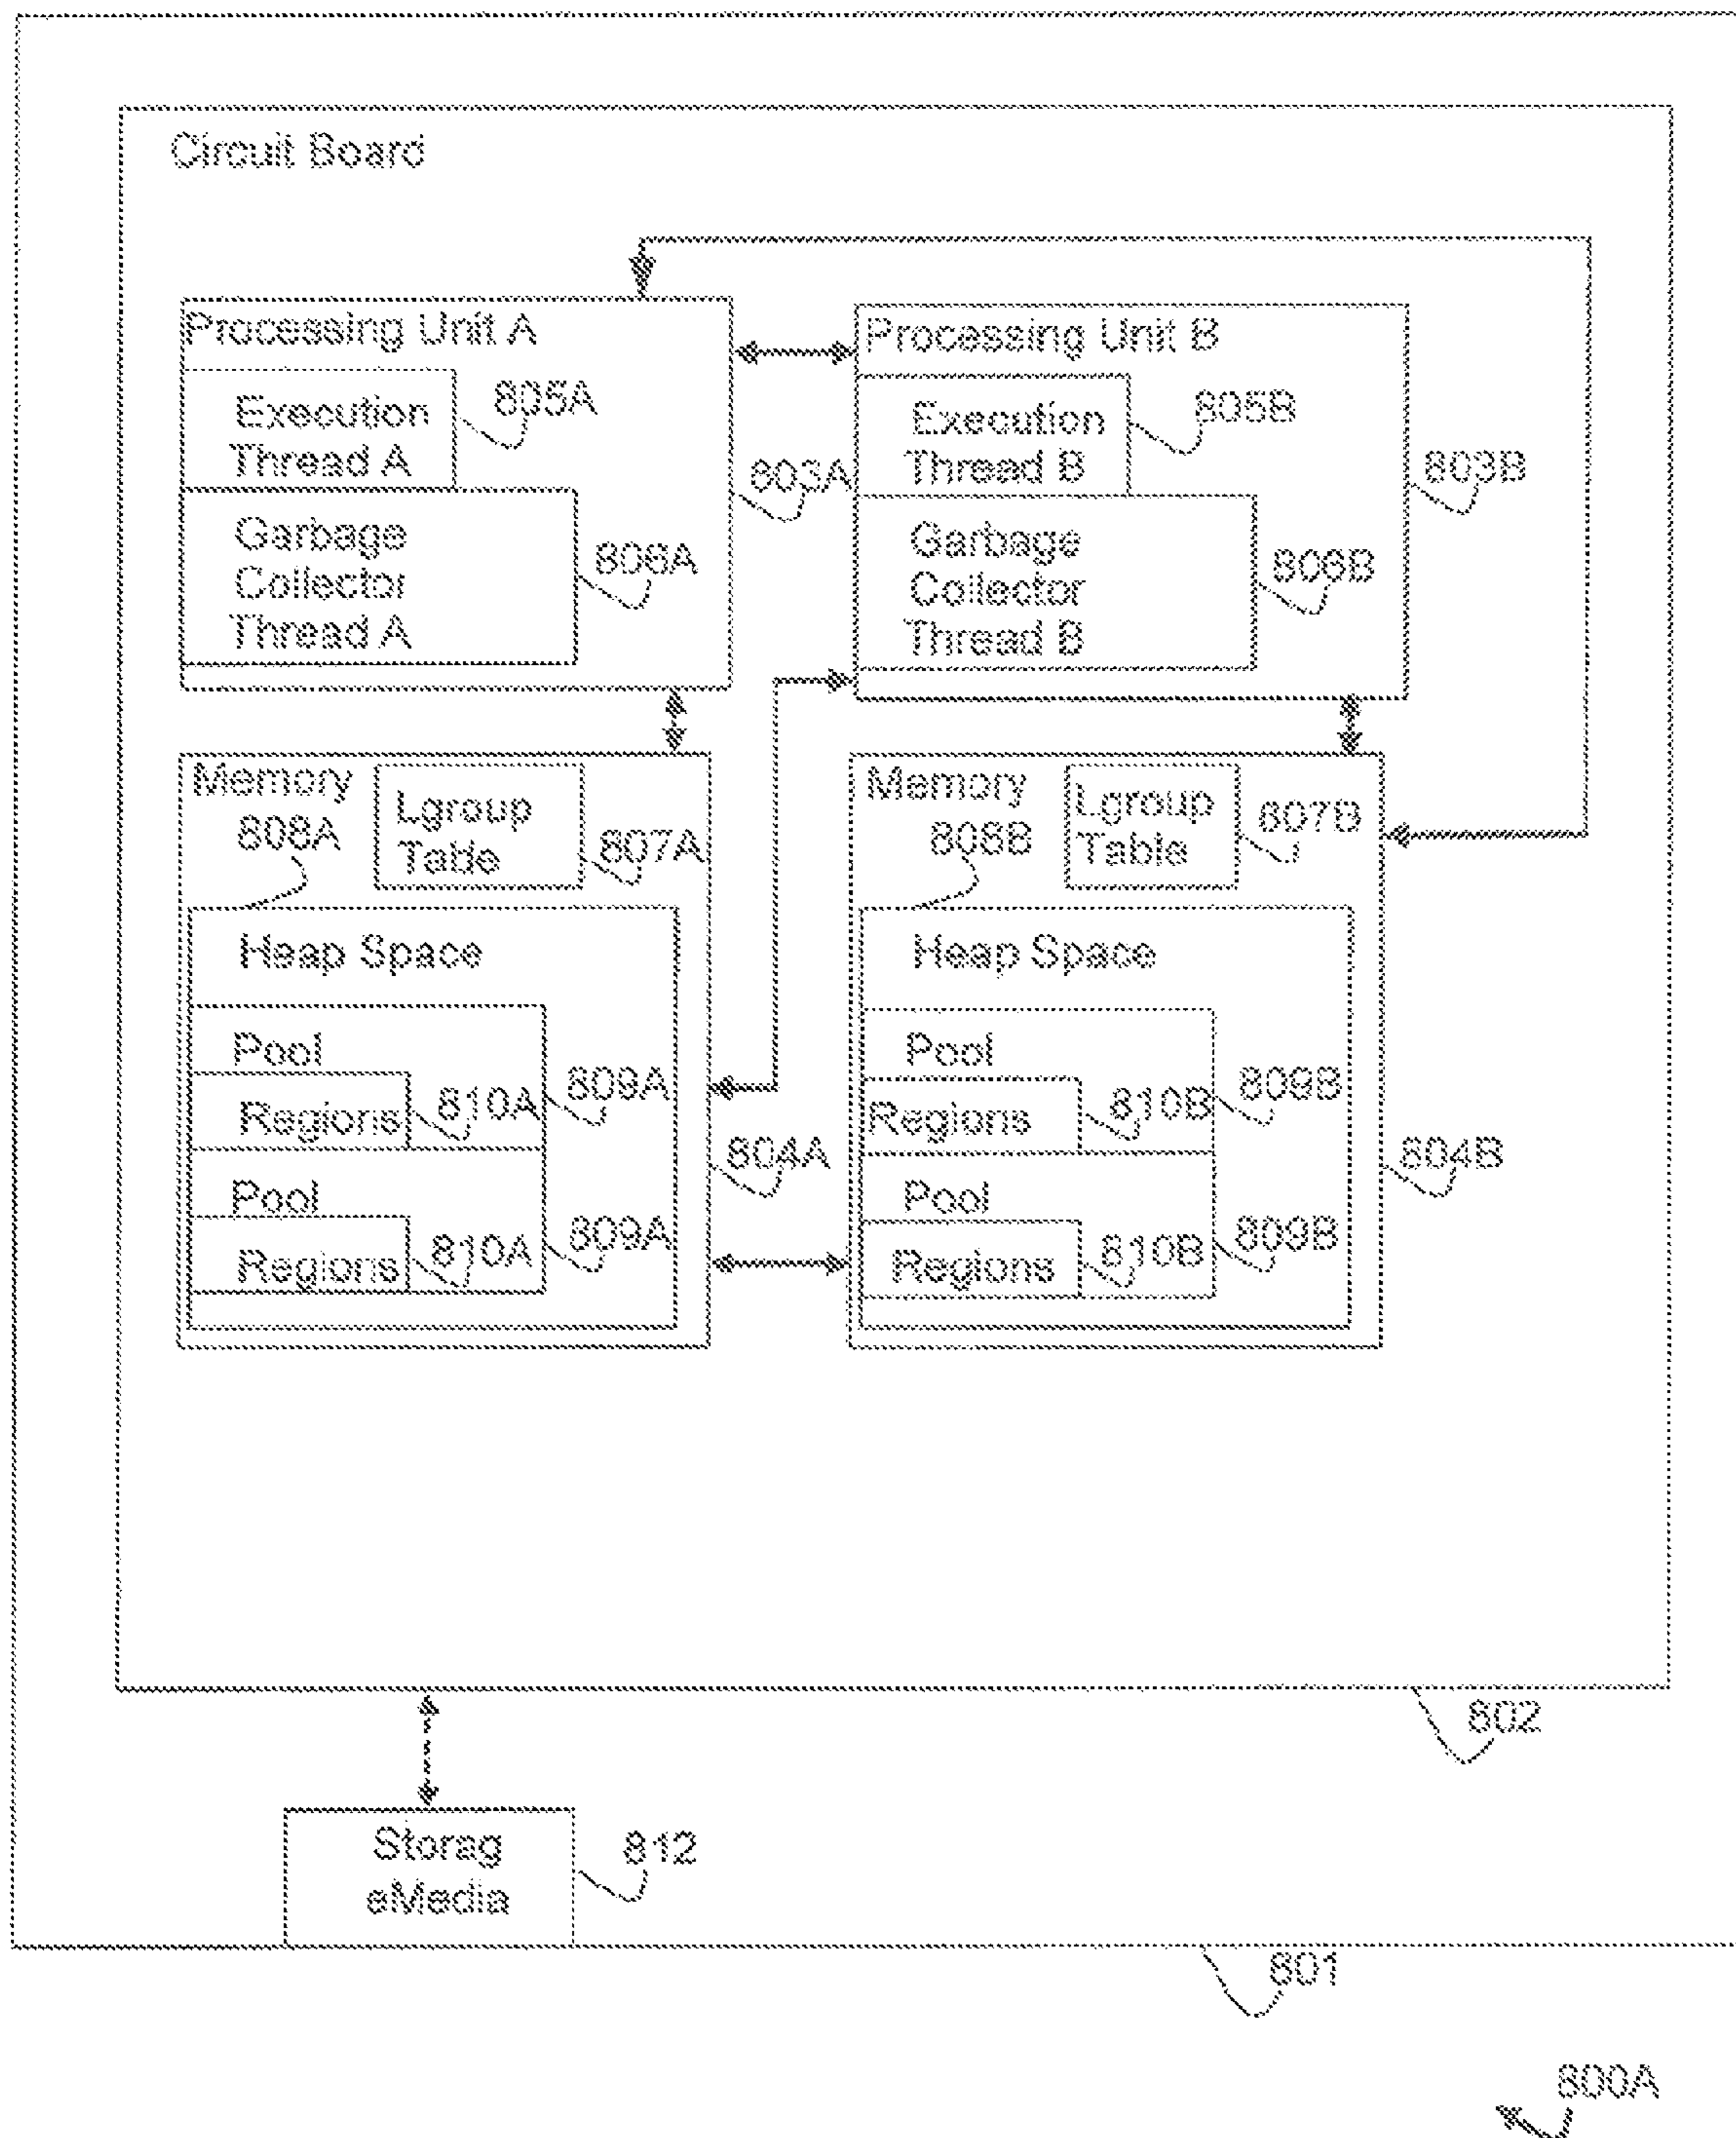 Circuit Board
Processing Unit A
Execution
Thread A
805A
803A
Garbage
Collector
Thread A
806A
Processing Unit B
Execution
Thread B
805B
803B
Garbage
Collector
Thread B
806B
Memory
808A
Lgroup
Table
807A
Heap Space
Pool
809A
Regions
810A
804A
Pool
809A
Regions
810A
Memory
808B
Lgroup
Table
807B
Heap Space
Pool
809B
Regions
810B
804B
Pool
809B
Regions
810B
802
Storag
eMedia
812
801
800A